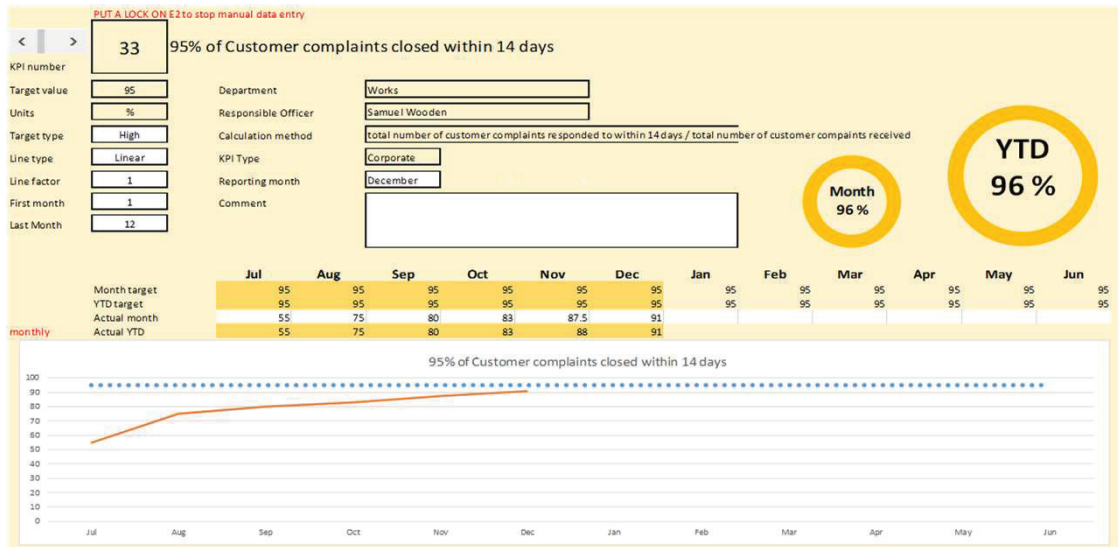 PUT A LOCK ON E2 to stop manual data entry
33 95% of Customer complaints closed within 14 days
KPI number
Target value 95 Department Works
Units % Responsible Officer Samuel Wooden
Target type High Calculation method total number of customer complaints responded to within 14 days / total number of customer compaints received
Line type Linear KPI Type Corporate
Line factor 1 Reporting month December
First month 1 Comment
Last Month 12
YTD
96 %
Month
96 %
Jul Aug Sep Oct Nov Dec Jan Feb Mar Apr May Jun
Month target 95 95 95 95 95 95 95 95 95 95 95 95
YTD target 95 95 95 95 95 95 95 95 95 95 95 95
Actual month 55 75 80 83 87.5 91
monthly Actual YTD 55 75 80 83 88 91
95% of Customer complaints closed within 14 days
100
90
80
70
60
50
40
30
20
10
0
Jul Aug Sep Oct Nov Dec Jan Feb Mar Apr May Jun